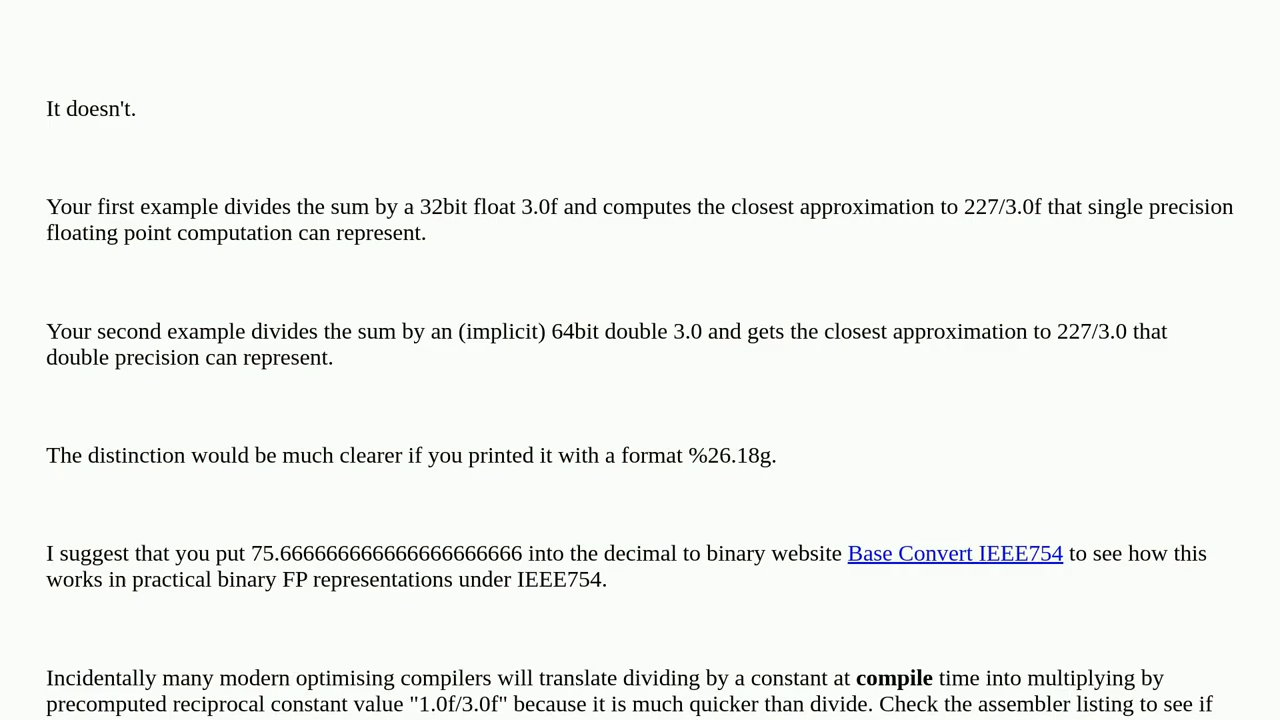 It doesn't.
Your first example divides the sum by a 32bit float 3.0f and computes the closest approximation to 227/3.0f that single precision
floating point computation can represent.
Your second example divides the sum by an (implicit) 64bit double 3.0 and gets the closest approximation to 227/3.0 that
double precision can represent.
The distinction would be much clearer if you printed it with a format %26.18g.
I suggest that you put 75.666666666666666666666 into the decimal to binary website Base Convert IEEE754 to see how this
works in practical binary FP representations under IEEE754.
Incidentally many modern optimising compilers will translate dividing by a constant at compile time into multiplying by
precomputed reciprocal constant value "1.0f/3.0f" because it is much quicker than divide. Check the assembler listing to see if